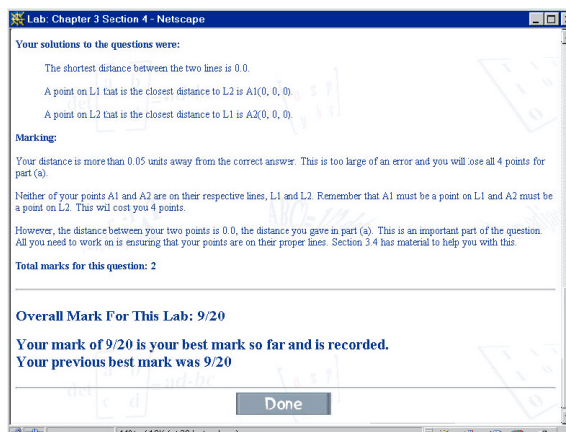 Lab: Chapter 3 Section 4 - Netscape
Your solutions to the questions were:
The shortest distance between the two lines is 0.0.
A point on L1 that is the closest distance to L2 is A1(0, 0, 0).
A point on L2 that is the closest distance to L1 is A2(0, 0, 0).
Marking:
Your distance is more than 0.05 units away from the correct answer. This is too large of an error and you will lose all 4 points for
part (a).
Neither of your points A1 and A2 are on their respective lines, L1 and L2. Remember that A1 must be a point on L1 and A2 must be
a point on L2. This will cost you 4 points.
However, the distance between your two points is 0.0, the distance you gave in part (a). This is an important part of the question.
All you need to work on is ensuring that your points are on their proper lines. Section 3.4 has material to help you with this.
Total marks for this question: 2
Overall Mark For This Lab: 9/20
Your mark of 9/20 is your best mark so far and is recorded.
Your previous best mark was 9/20
Done